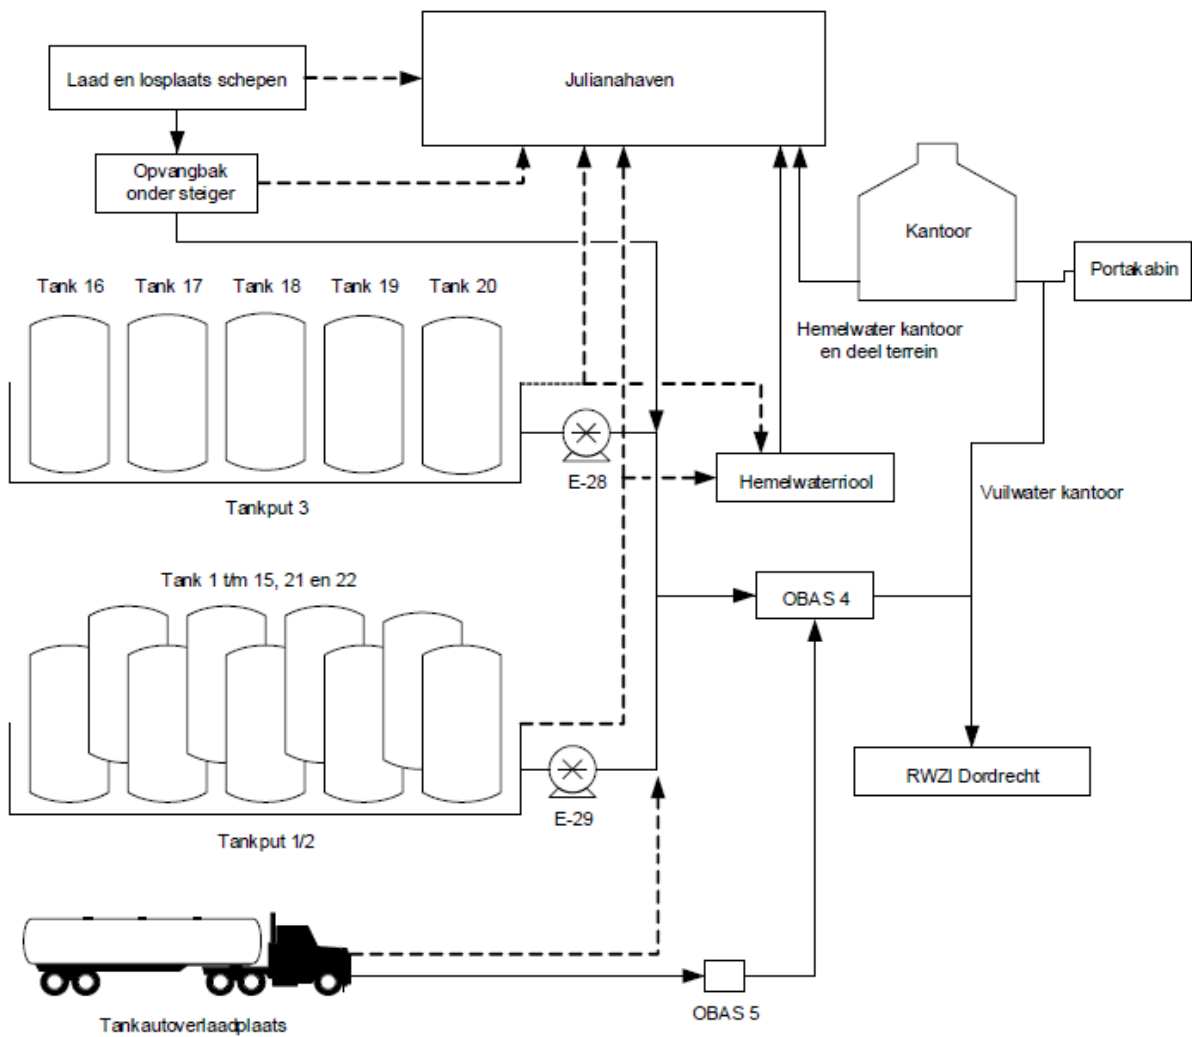 Laad en losplaats schepen
Julianahaven
Opvangbak
onder steiger
Kantoor
Portakabin
Tank 16
Tank 17
Tank 18
Tank 19
Tank 20
Hemelwater kantoor
en deel terrein
E-28
Hemelwaterriool
Vuilwater kantoor
Tankput 3
Tank 1 t/m 15, 21 en 22
OBAS 4
RWZI Dordrecht
E-29
Tankput 1/2
OBAS 5
Tankautoverlaadplaats